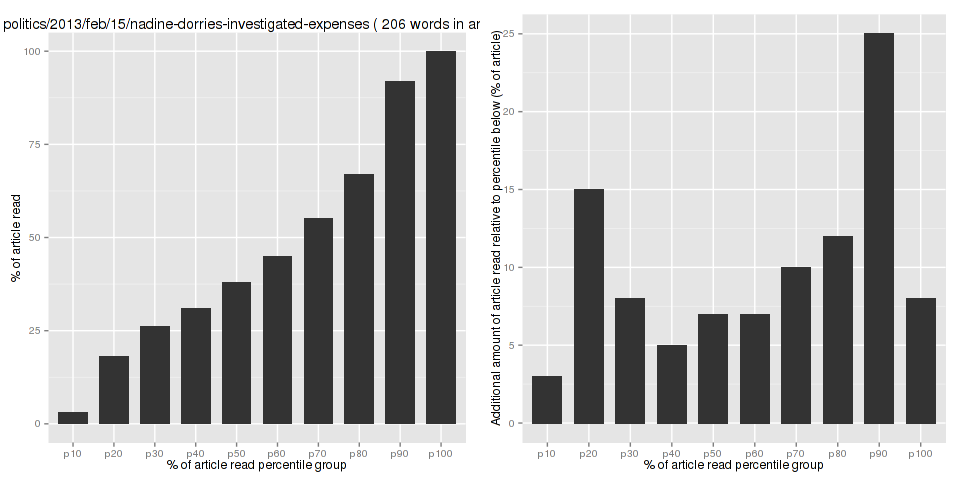 politics/2013/feb/15/nadine-dorries-investigated-expenses ( 206 words in ar
100
75
50
25
0
% of article read
p10 p20 p30 p40 p50 p60 p70 p80 p90 p100
% of article read percentile group
25
20
15
10
5
0
Additional amount of article read relative to percentile below (% of article)
p10 p20 p30 p40 p50 p60 p70 p80 p90 p100
% of article read percentile group